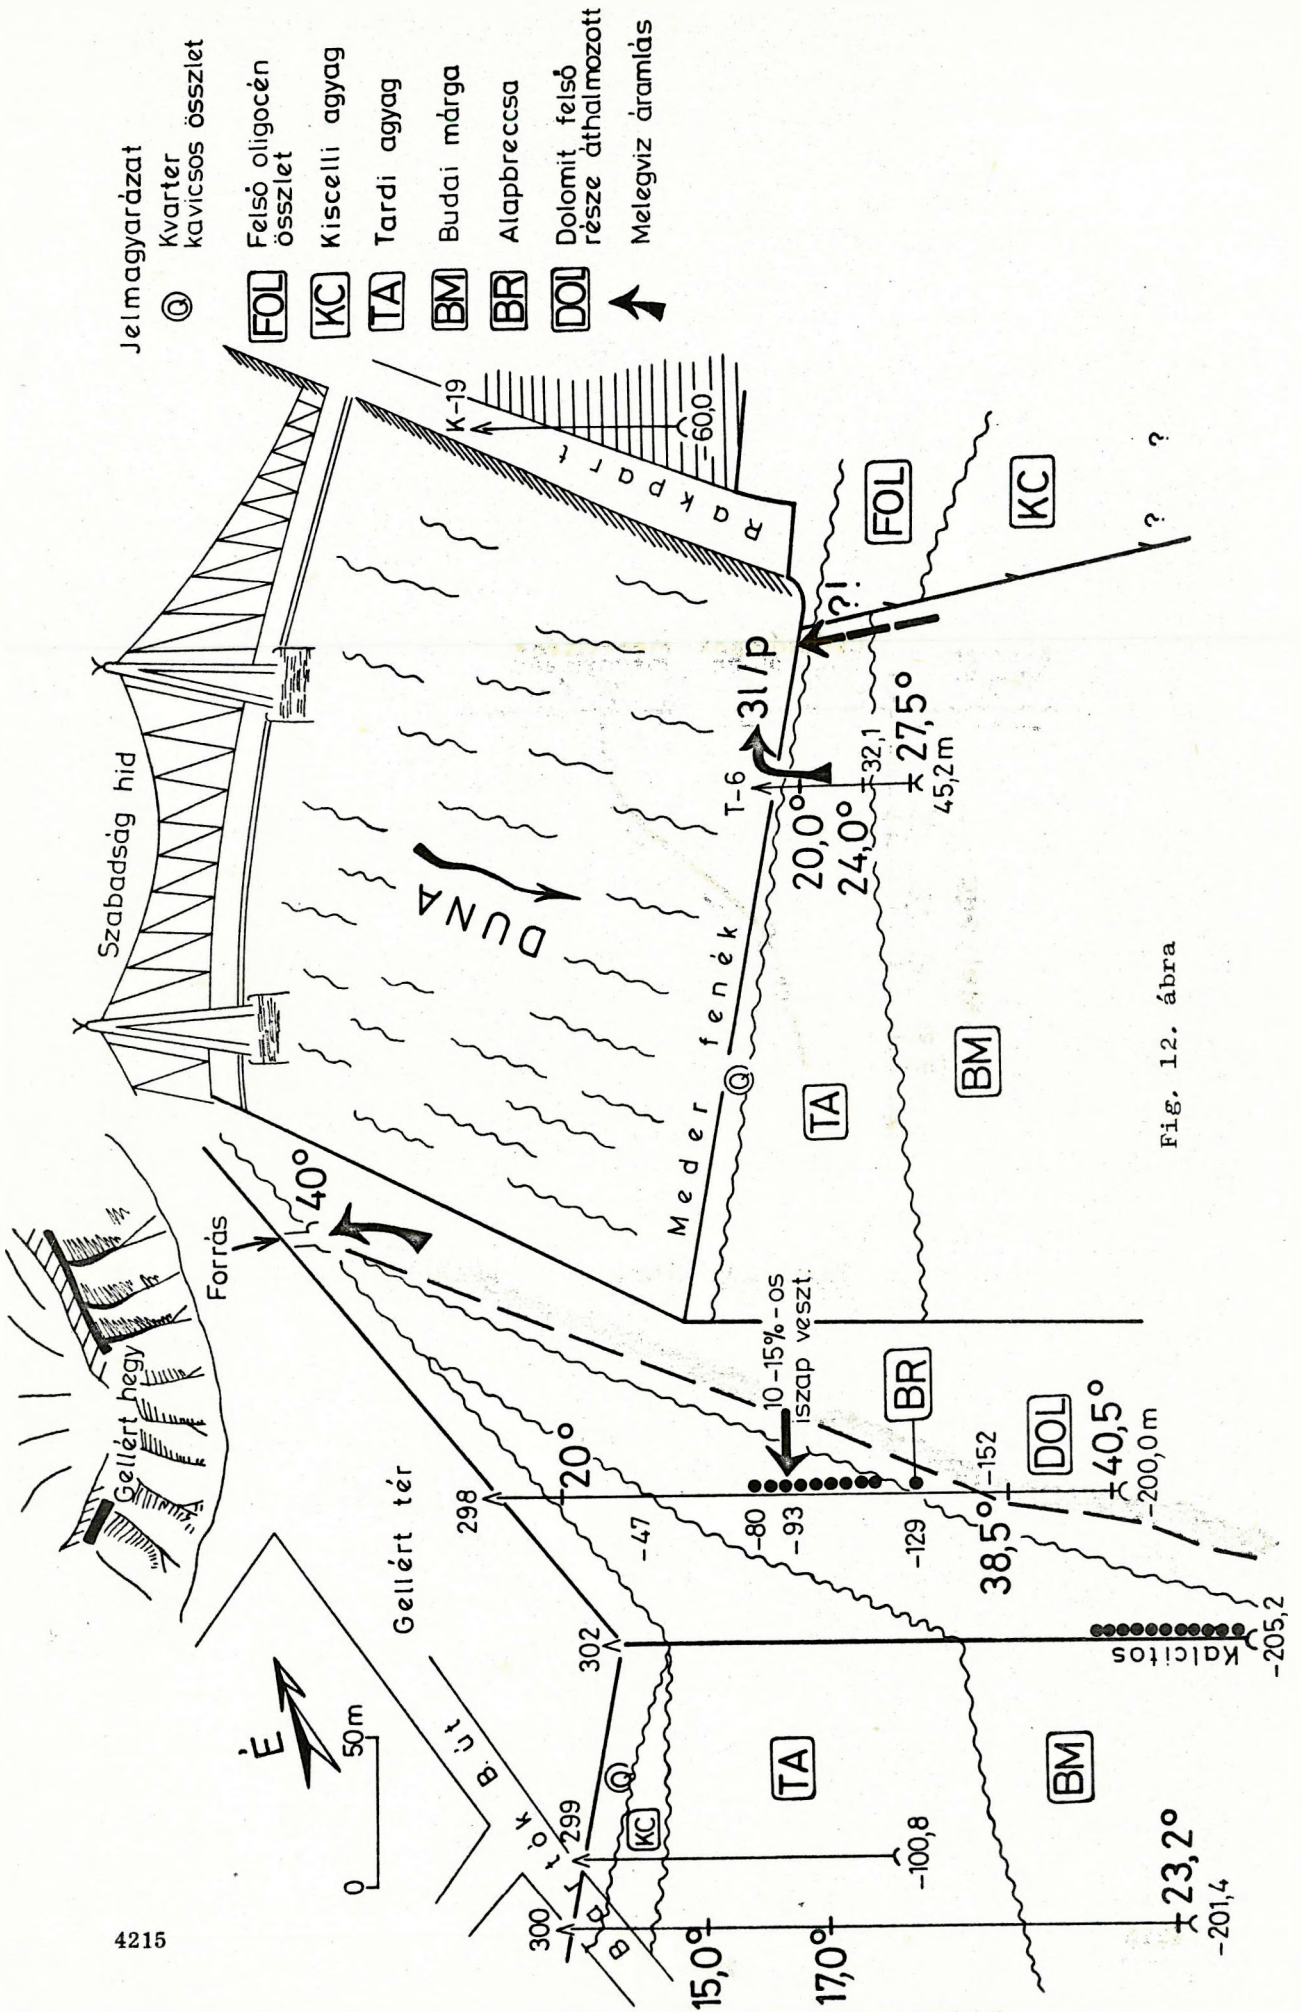 4215
Jelmagyarázat
Q Kvarter
kavicsos összlet
FOL Felső oligocén
összlet
KC Kiscelli agyag
TA Tardi agyag
BM Budai márga
BR Alapbreccsa
DOL Dolomit felső
része áthalmozott
Melegvíz áramlás
Szabadság hid
Gellért hegy
Forrás
40°
Gellért tér
É
0 50m
Bartók B. út
300
299
302
298
K-19
-60,0
Rakpart
DUNA
Meder fenék
Q
T-6
3l/p
?!
20,0°
24,0°
32,1
27,5°
45,2m
FOL
KC
?
?
TA
BM
20°
-47
-80
-93
10-15%-os
iszap veszt.
BR
-129
-152
38,5°
DOL
40,5°
-200,0m
Kalcitos
-205,2
Q
KC
TA
BM
-100,8
15,0°
17,0°
23,2°
-201,4
Fig. 12. ábra